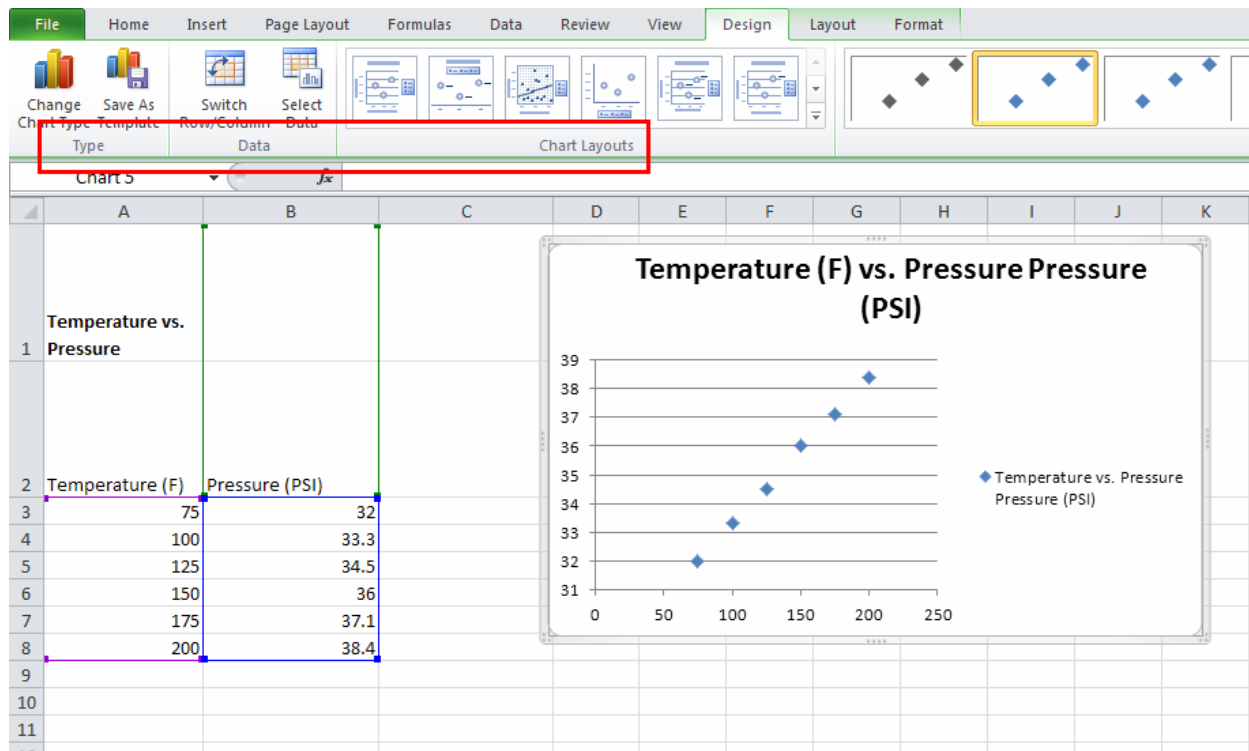 File Home Insert Page Layout Formulas Data Review View Design Layout Format
Change Save As Switch Select
Chart Type Template Row/Column Data
Type Data Chart Layouts
Chart 5 fx
A B C D E F G H I J K
Temperature (F) vs. Pressure Pressure
(PSI)
Temperature vs.
1 Pressure
39
38
37
36
35
34
33
32
31
0 50 100 150 200 250
Temperature vs. Pressure
Pressure (PSI)
2 Temperature (F) Pressure (PSI)
3 75 32
4 100 33.3
5 125 34.5
6 150 36
7 175 37.1
8 200 38.4
9
10
11